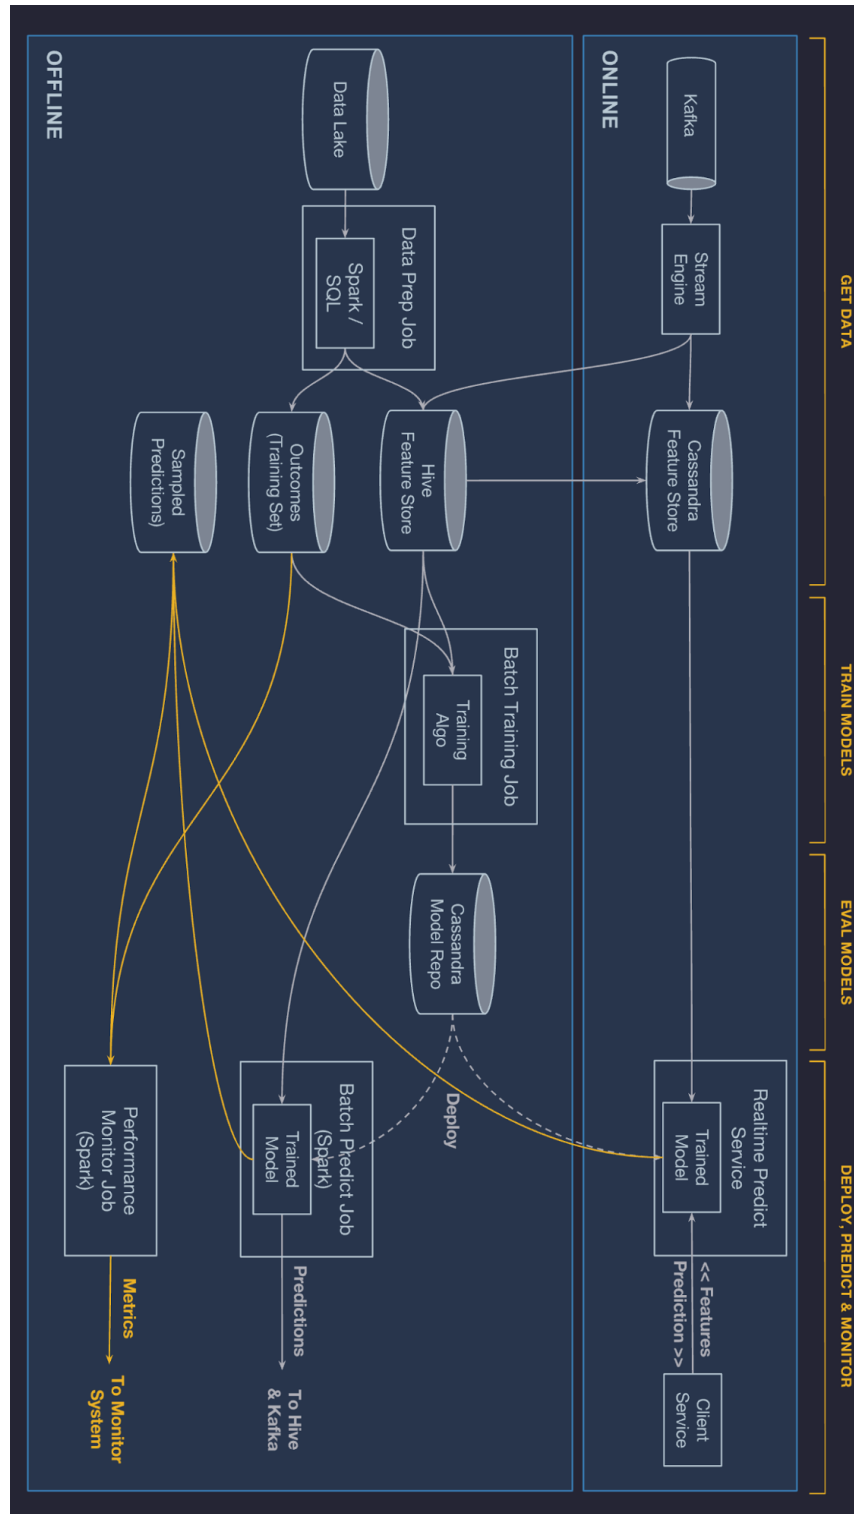 GET DATA
TRAIN MODELS
EVAL MODELS
DEPLOY, PREDICT & MONITOR
ONLINE
Kafka
Stream
Engine
Cassandra
Feature Store
Realtime Predict
Service
Trained
Model
<< Features
Prediction >>
Client
Service
OFFLINE
Data Lake
Data Prep Job
Spark /
SQL
Hive
Feature Store
Outcomes
(Training Set)
Sampled
Predictions)
Batch Training Job
Training
Algo
Cassandra
Model Repo
Deploy
Batch Predict Job
(Spark)
Trained
Model
Predictions
To Hive
& Kafka
Performance
Monitor Job
(Spark)
Metrics
To Monitor
System